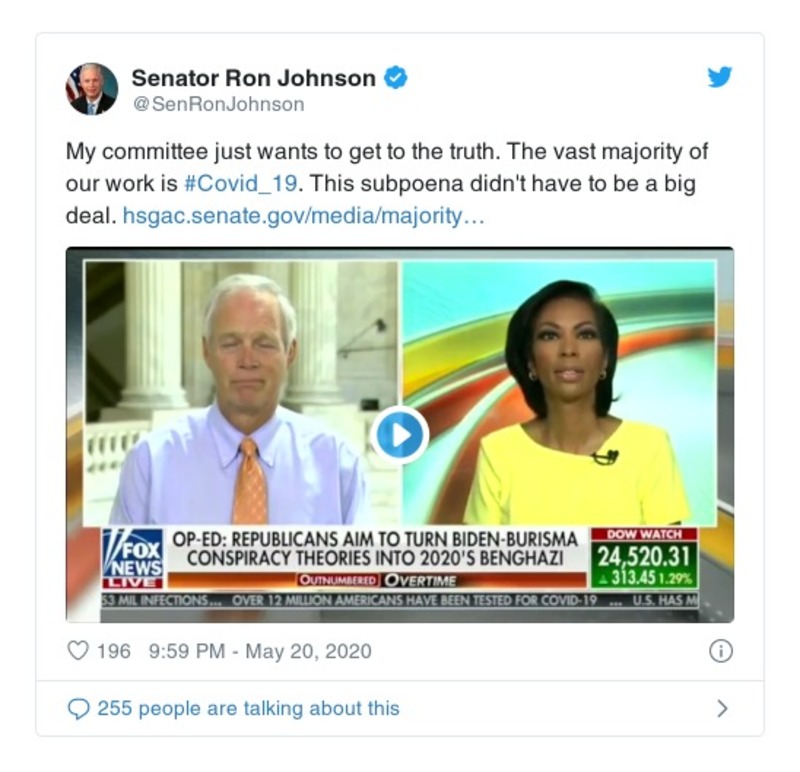 Senator Ron Johnson
@SenRonJohnson
My committee just wants to get to the truth. The vast majority of
our work is #Covid_19. This subpoena didn't have to be a big
deal. hsgac.senate.gov/media/majority…
OP-ED: REPUBLICANS AIM TO TURN BIDEN-BURISMA
CONSPIRACY THEORIES INTO 2020'S BENGHAZI
FOX
NEWS
LIVE
OUTNUMBERED OVERTIME
DOW WATCH
24,520.31
313.45 1.29%
53 MIL INFECTIONS... OVER 12 MILLION AMERICANS HAVE BEEN TESTED FOR COVID-19 ... U.S. HAS
196 9:59 PM - May 20, 2020
255 people are talking about this